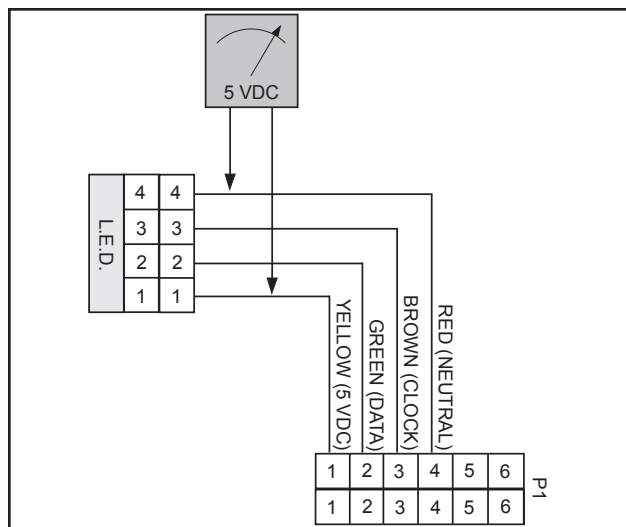 5 VDC
L.E.D.
4 4
3 3
2 2
1 1
YELLOW (5 VDC)
GREEN (DATA)
BROWN (CLOCK)
RED (NEUTRAL)
1 2 3 4 5 6
1 2 3 4 5 6
P1